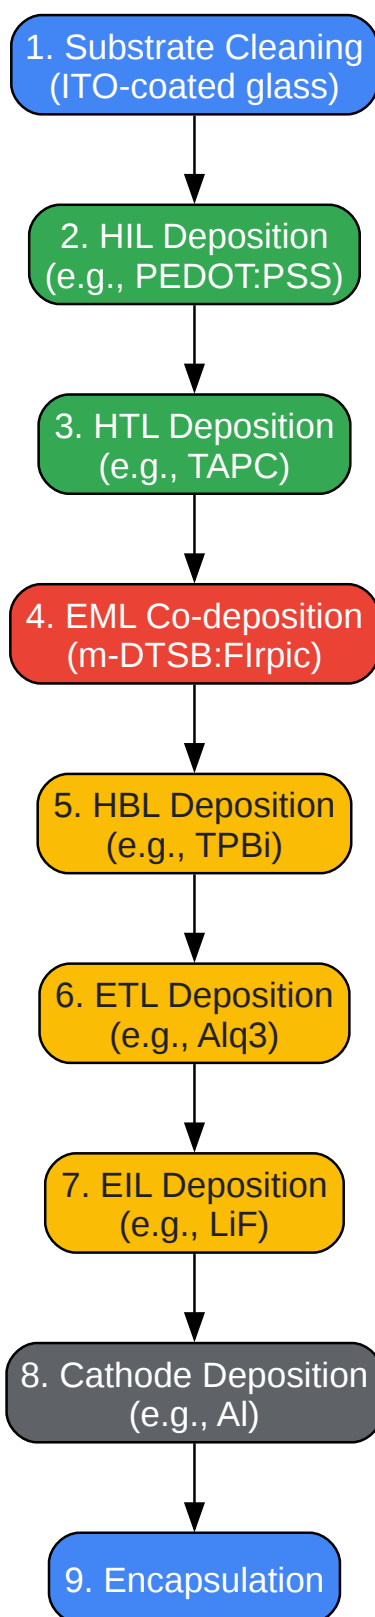 1. Substrate Cleaning
(ITO-coated glass)
2. HIL Deposition
(e.g., PEDOT:PSS)
3. HTL Deposition
(e.g., TAPC)
4. EML Co-deposition
(m-DTSB:FIrpic)
5. HBL Deposition
(e.g., TPBi)
6. ETL Deposition
(e.g., Alq3)
7. EIL Deposition
(e.g., LiF)
8. Cathode Deposition
(e.g., Al)
9. Encapsulation